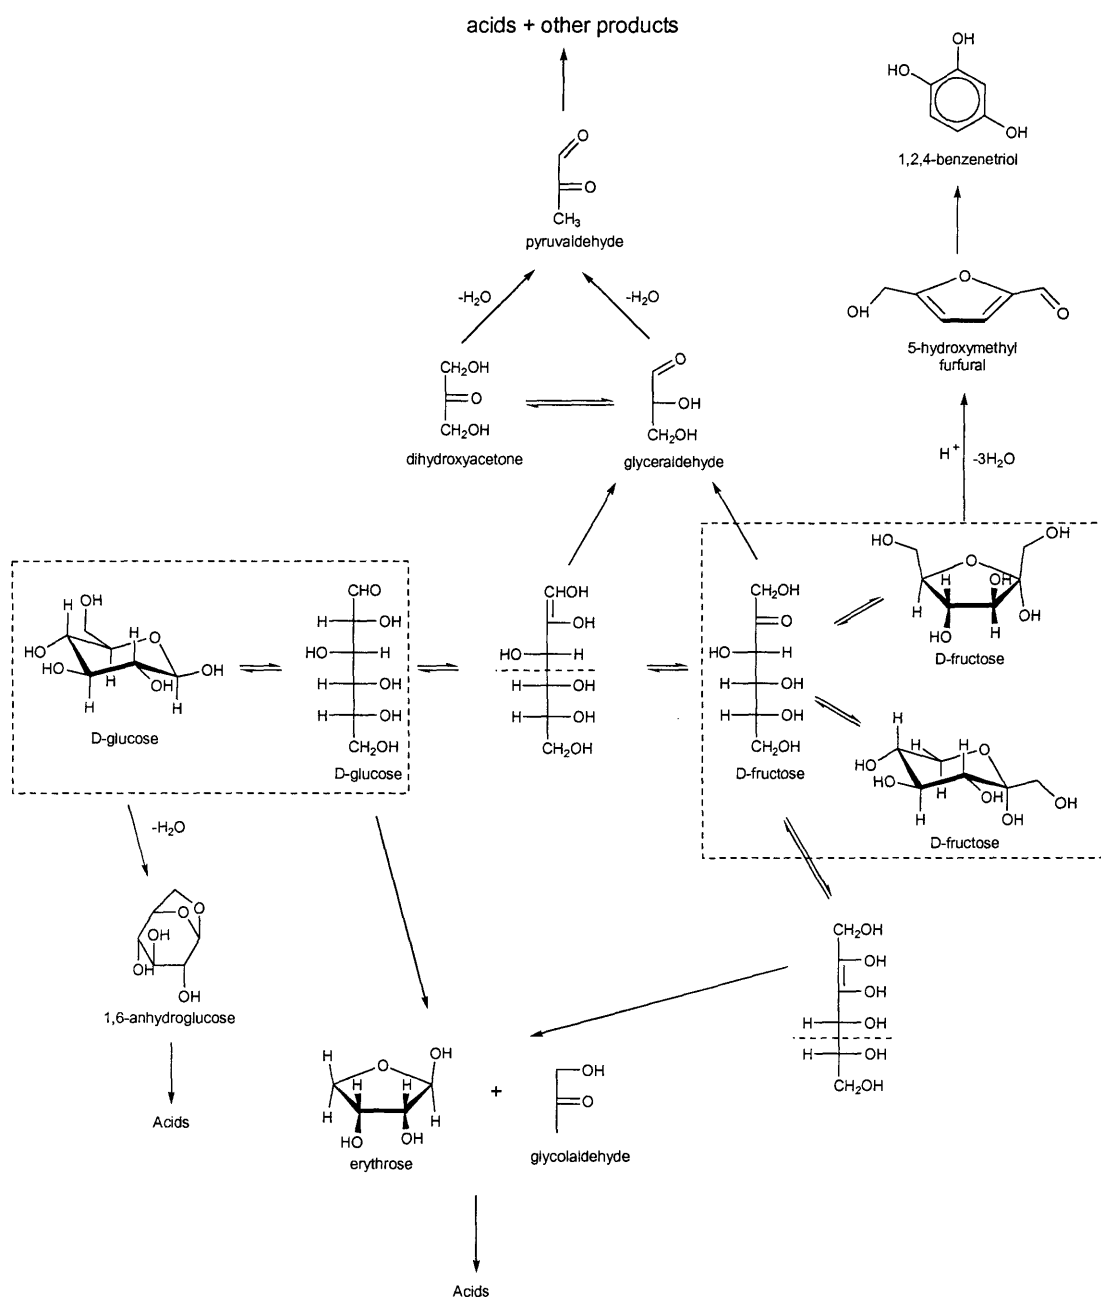 acids + other products
O
O
CH3
pyruvaldehyde
-H2O
-H2O
CH2OH
O
CH2OH
dihydroxyacetone
O
OH
CH2OH
glyceraldehyde
OH
HO
OH
1,2,4-benzenetriol
O
OH
O
5-hydroxymethyl
furfural
H+
-3H2O
OH
H
HO
HO
H
O
H
H
OH
OH
H
D-glucose
CHO
H OH
HO H
H OH
H OH
CH2OH
D-glucose
CHOH
OH
HO H
H OH
H OH
CH2OH
CH2OH
O
HO H
H OH
H OH
CH2OH
D-fructose
HO
OH
O
H
OH
H
HO
H
OH
D-fructose
H
HO
HO
H
H
H
O
H
OH
OH
OH
D-fructose
-H2O
O
O
OH
OH
OH
1,6-anhydroglucose
Acids
CH2OH
OH
OH
H OH
H OH
CH2OH
H
H
O
OH
H
H
H
HO
OH
erythrose
+
OH
O
glycolaldehyde
Acids